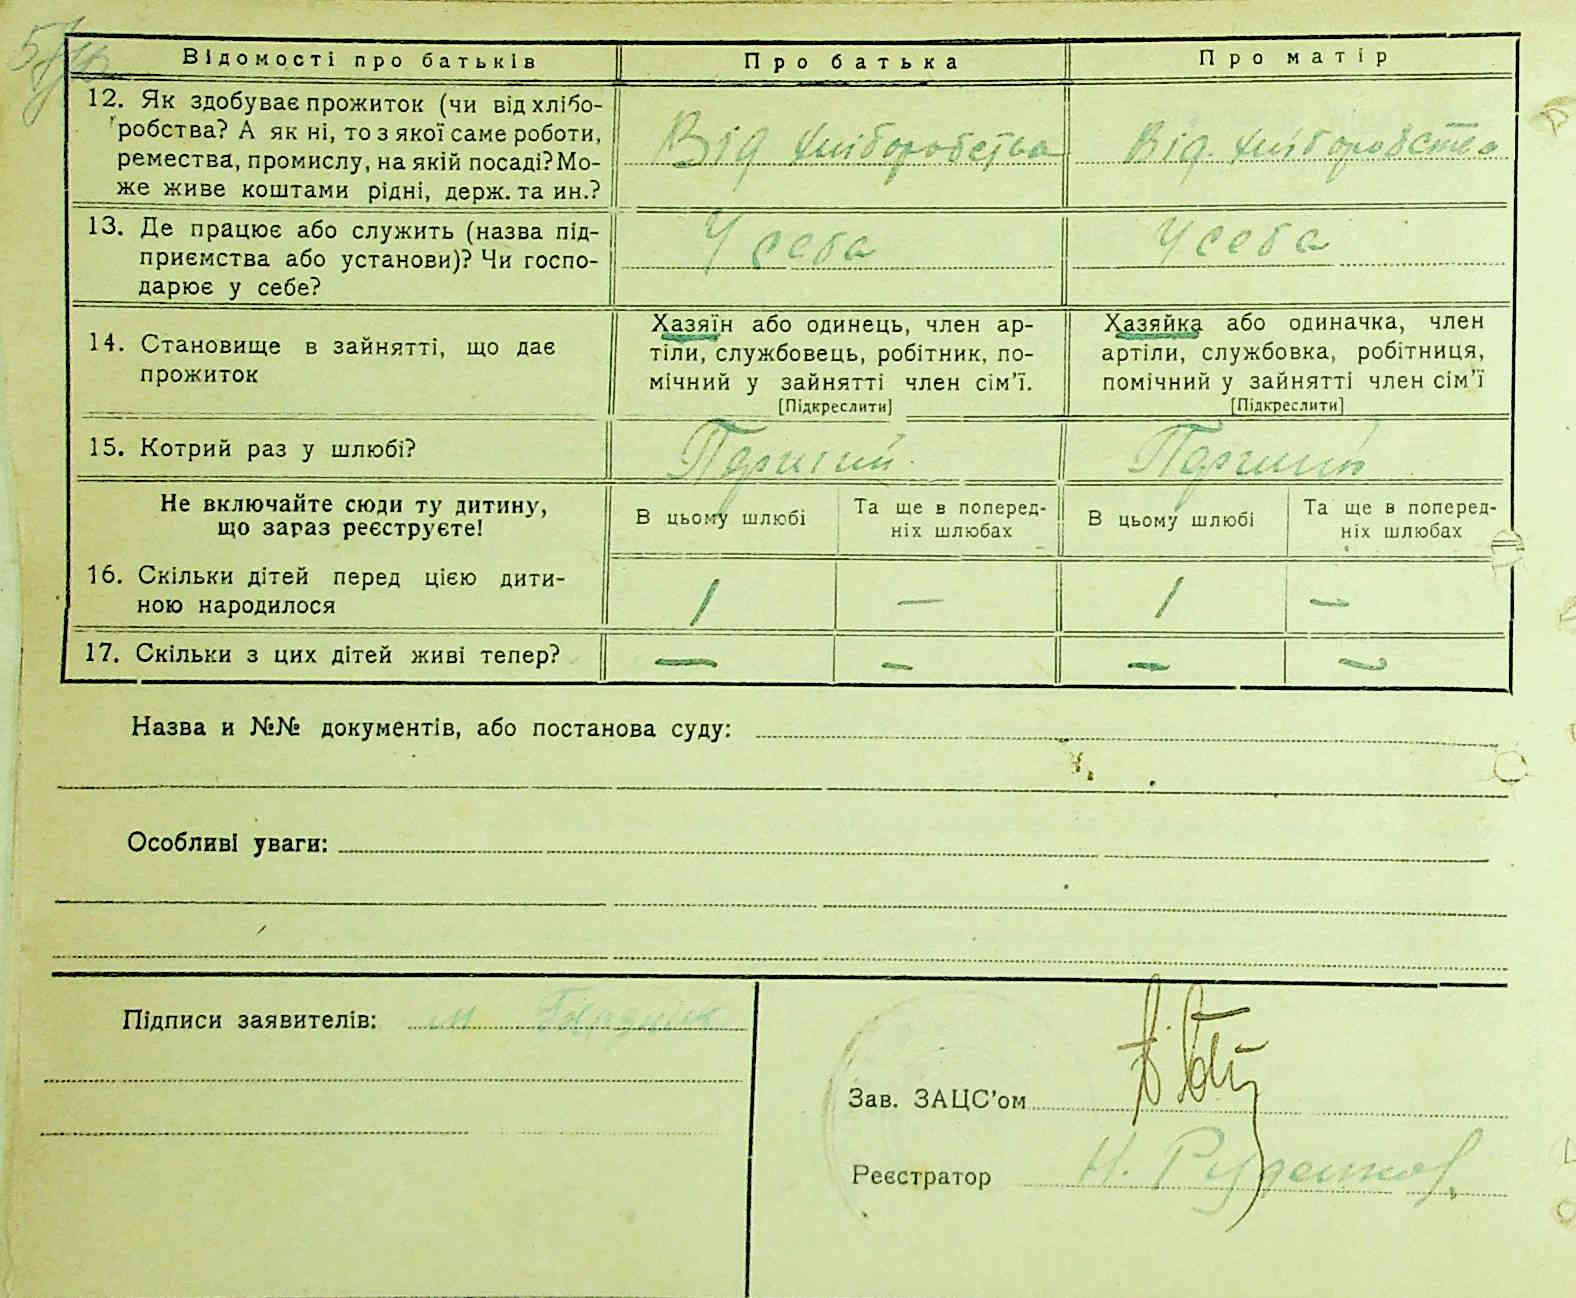 Відомості про батьків
Про батька
Про матір
12. Як здобуває прожиток (чи від хлібо-
робства? А як ні, то з якої саме роботи,
ремества, промислу, на якій посаді? Мо-
же живе коштами рідні, держ. та ин.?
Від хліборобства
Від хліборобства
13. Де працює або служить (назва під-
приємства або установи)? Чи госпо-
дарює у себе?
У себе
У себе
14. Становище в зайнятті, що дає
прожиток
Хазяїн або одинець, член ар-
тіли, службовець, робітник, по-
мічний у зайнятті член сім'ї.
[Підкреслити]
Хазяйка або одиначка, член
артіли, службовка, робітниця,
помічний у зайнятті член сім'ї
[Підкреслити]
15. Котрий раз у шлюбі?
Перший
Перший
Не включайте сюди ту дитину,
що зараз реєструєте!
В цьому шлюбі
Та ще в поперед-
ніх шлюбах
В цьому шлюбі
Та ще в поперед-
ніх шлюбах
16. Скільки дітей перед цією дити-
ною народилося
1 — 1 —
17. Скільки з цих дітей живі тепер?
— — — —
Назва и №№ документів, або постанова суду:
Особливі уваги:
Підписи заявителів:
Зав. ЗАЦС'ом
Реєстратор Н. Руденков